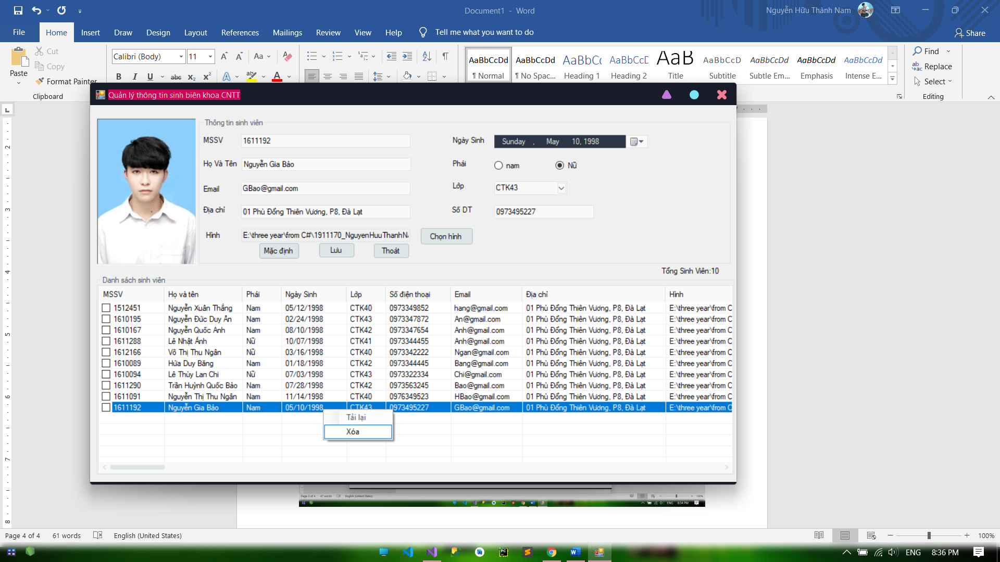 Document1 - Word
Nguyễn Hữu Thành Nam
File Home Insert Draw Design Layout References Mailings Review View Help Tell me what you want to do
Share
Paste
Cut
Copy
Format Painter
Clipboard
Calibri (Body) 11
AaBbCcDd AaBbCcDd AaBbCc AaBbCcD AaB AaBbCcD AaBbCcDd AaBbCcDd AaBbCcDd
¶ Normal ¶ No Spac... Heading 1 Heading 2 Title Subtitle Subtle Em... Emphasis Intense E...
Find
Replace
Select
Editing
Quản lý thông tin sinh biên khoa CNTT
Thông tin sinh viên
MSSV 1611192
Họ Và Tên Nguyễn Gia Bảo
Email GBao@gmail.com
Địa chỉ 01 Phù Đổng Thiên Vương, P8, Đà Lạt
Hình E:\three year\from C#\1911170_NguyenHuuThanhNa
Chọn hình
Mặc định Lưu Thoát
Ngày Sinh Sunday , May 10, 1998
Phái nam Nữ
Lớp CTK43
Số DT 0973495227
Tổng Sinh Viên:10
Danh sách sinh viên
MSSV Họ và tên Phái Ngày Sinh Lớp Số điện thoại Email Địa chỉ Hình
1512451 Nguyễn Xuân Thắng Nam 05/12/1998 CTK40 0973349852 hang@gmail.com 01 Phù Đổng Thiên Vương, P8, Đà Lạt E:\three year\from C
1610195 Nguyễn Đức Duy Ân Nam 02/24/1998 CTK43 0973347872 An@gmail.com 01 Phù Đổng Thiên Vương, P8, Đà Lạt E:\three year\from C
1610167 Nguyễn Quốc Anh Nam 08/10/1998 CTK42 0973347654 Anh@gmail.com 01 Phù Đổng Thiên Vương, P8, Đà Lạt E:\three year\from C
1611288 Lê Nhật Ánh Nữ 10/07/1998 CTK41 0973344455 Anh@gmail.com 01 Phù Đổng Thiên Vương, P8, Đà Lạt E:\three year\from C
1612166 Võ Thị Thu Ngân Nữ 03/16/1998 CTK40 0973342222 Ngan@gmail.com 01 Phù Đổng Thiên Vương, P8, Đà Lạt E:\three year\from C
1610089 Hứa Duy Băng Nam 01/18/1998 CTK42 0973344445 Bang@gmail.com 01 Phù Đổng Thiên Vương, P8, Đà Lạt E:\three year\from C
1610094 Lê Thùy Lan Chi Nữ 07/03/1998 CTK43 0973322334 Chi@gmail.com 01 Phù Đổng Thiên Vương, P8, Đà Lạt E:\three year\from C
1611290 Trần Huỳnh Quốc Bảo Nam 07/28/1998 CTK42 0973563245 Bao@gmail.com 01 Phù Đổng Thiên Vương, P8, Đà Lạt E:\three year\from C
1611091 Nguyễn Thị Thu Ngân Nam 11/14/1998 CTK40 0976349523 HBao@gmail.com 01 Phù Đổng Thiên Vương, P8, Đà Lạt E:\three year\from C
1611192 Nguyễn Gia Bảo Nam 05/10/1998 CTK43 0973495227 GBao@gmail.com 01 Phù Đổng Thiên Vương, P8, Đà Lạt E:\three year\from C
Tải lại
Xóa
Page 3 of 4 47 words English (United States)
100%
ENG 8:34 PM
Page 4 of 4 61 words English (United States)
100%
ENG 8:36 PM